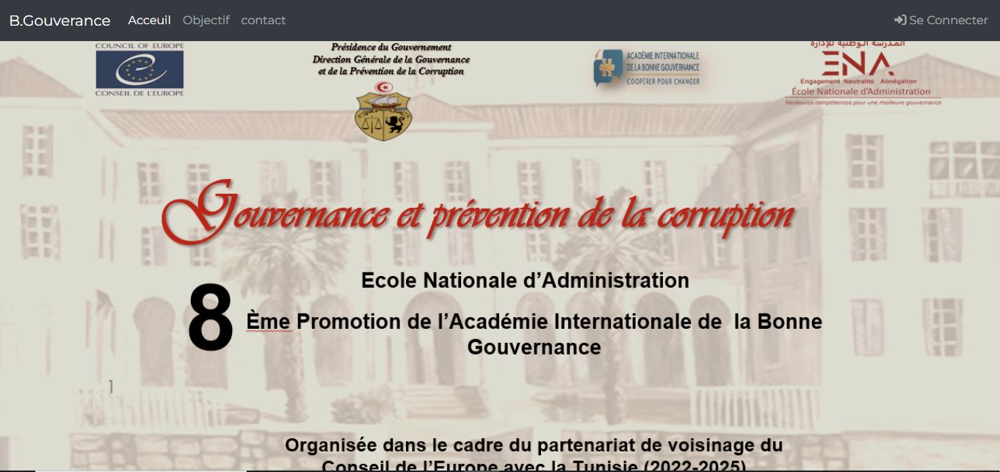 B.Gouverance Acceuil Objectif contact Se Connecter
COUNCIL OF EUROPE
CONSEIL DE L'EUROPE
Présidence du Gouvernement
Direction Générale de la Gouvernance
et de la Prévention de la Corruption
ACADÉMIE INTERNATIONALE
DE LA BONNE GOUVERNANCE
COOPÉRER POUR CHANGER
المدرسة الوطنية للإدارة
ENA
Engagement Neutralité Abnégation
École Nationale d'Administration
Meilleures compétences pour une meilleure gouvernance
Gouvernance et prévention de la corruption
Ecole Nationale d’Administration
8 Ème Promotion de l’Académie Internationale de la Bonne
Gouvernance
1
Organisée dans le cadre du partenariat de voisinage du
Conseil de l’Europe avec la Tunisie (2022-2025)